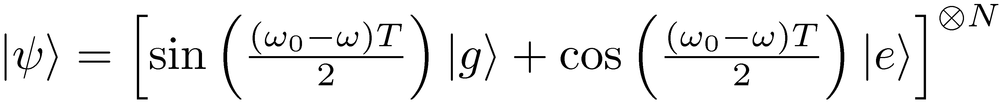 |ψ⟩ = [sin((ω₀−ω)T/2)|g⟩ + cos((ω₀−ω)T/2)|e⟩]^{⊗N}